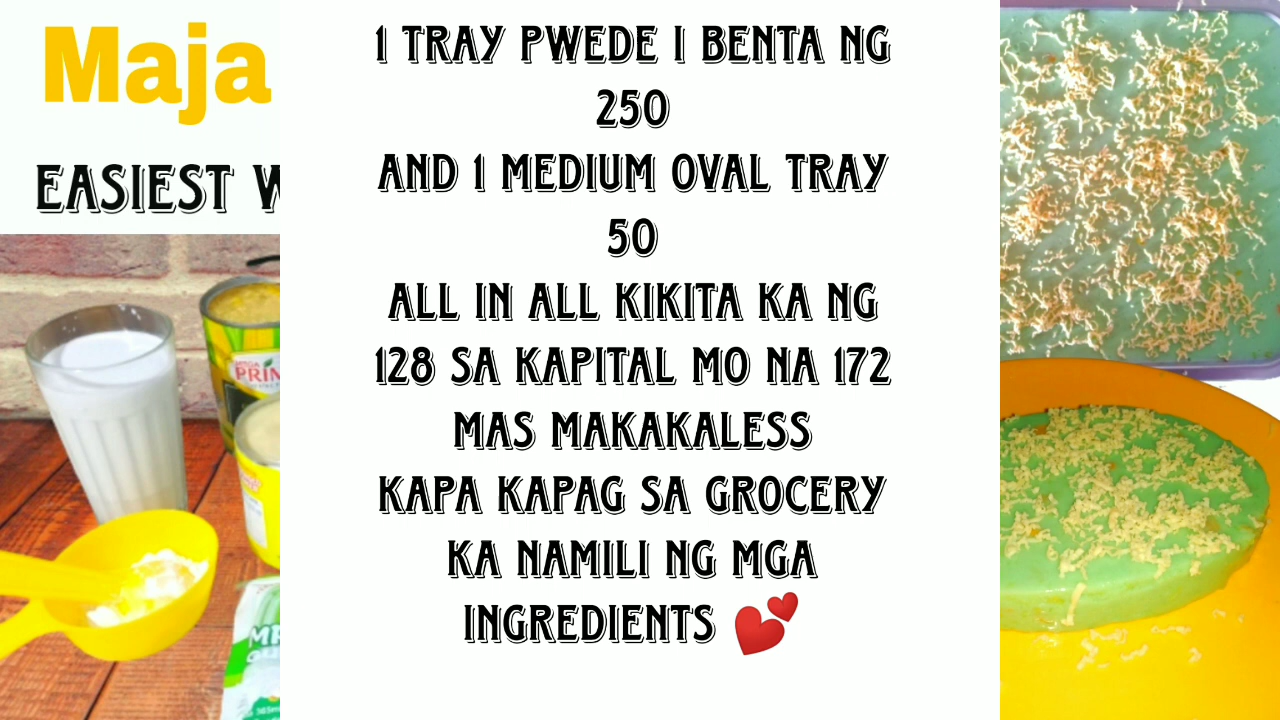 Maja
EASIEST
1 TRAY PWEDE I BENTA NG
250
AND 1 MEDIUM OVAL TRAY
50
ALL IN ALL KIKITA KA NG
128 SA KAPITAL MO NA 172
MAS MAKAKALESS
KAPA KAPAG SA GROCERY
KA NAMILI NG MGA
INGREDIENTS 💕